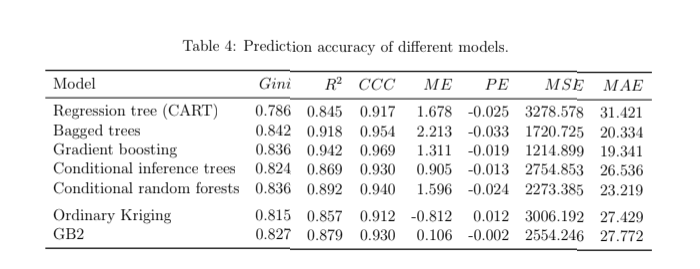 Table 4: Prediction accuracy of different models.
Model Gini R² CCC ME PE MSE MAE
Regression tree (CART) 0.786 0.845 0.917 1.678 -0.025 3278.578 31.421
Bagged trees 0.842 0.918 0.954 2.213 -0.033 1720.725 20.334
Gradient boosting 0.836 0.942 0.969 1.311 -0.019 1214.899 19.341
Conditional inference trees 0.824 0.869 0.930 0.905 -0.013 2754.853 26.536
Conditional random forests 0.836 0.892 0.940 1.596 -0.024 2273.385 23.219
Ordinary Kriging 0.815 0.857 0.912 -0.812 0.012 3006.192 27.429
GB2 0.827 0.879 0.930 0.106 -0.002 2554.246 27.772